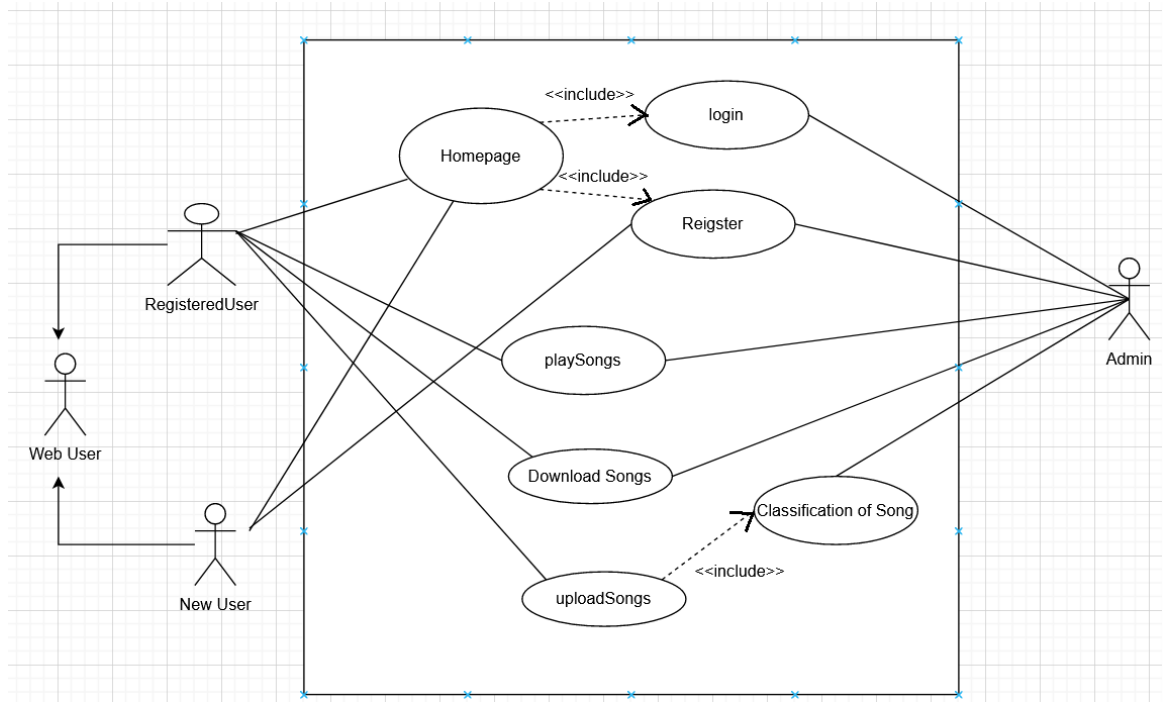 <<include>>
login
Homepage
<<include>>
Reigster
RegisteredUser
playSongs
Admin
Web User
Download Songs
Classification of Song
<<include>>
uploadSongs
New User